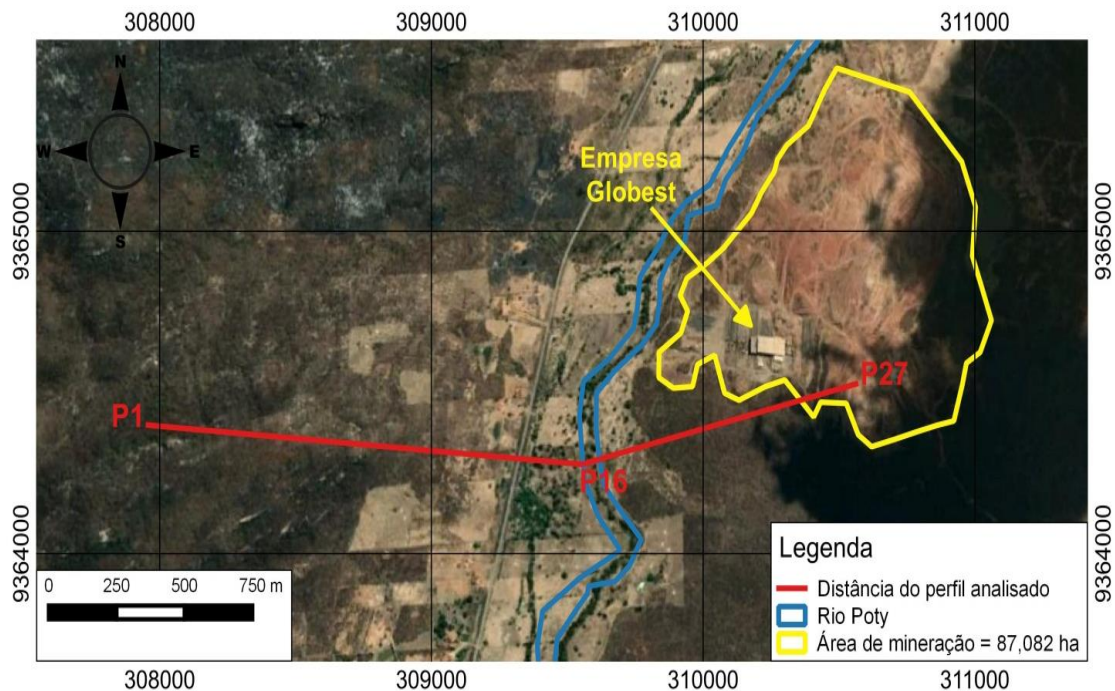 308000 309000 310000 311000
N
W E
S
Empresa
Globest
9365000 9365000
P27
P1
P16
9364000 9364000
0 250 500 750 m
Legenda
Distância do perfil analisado
Rio Poty
Área de mineração = 87,082 ha
308000 309000 310000 311000